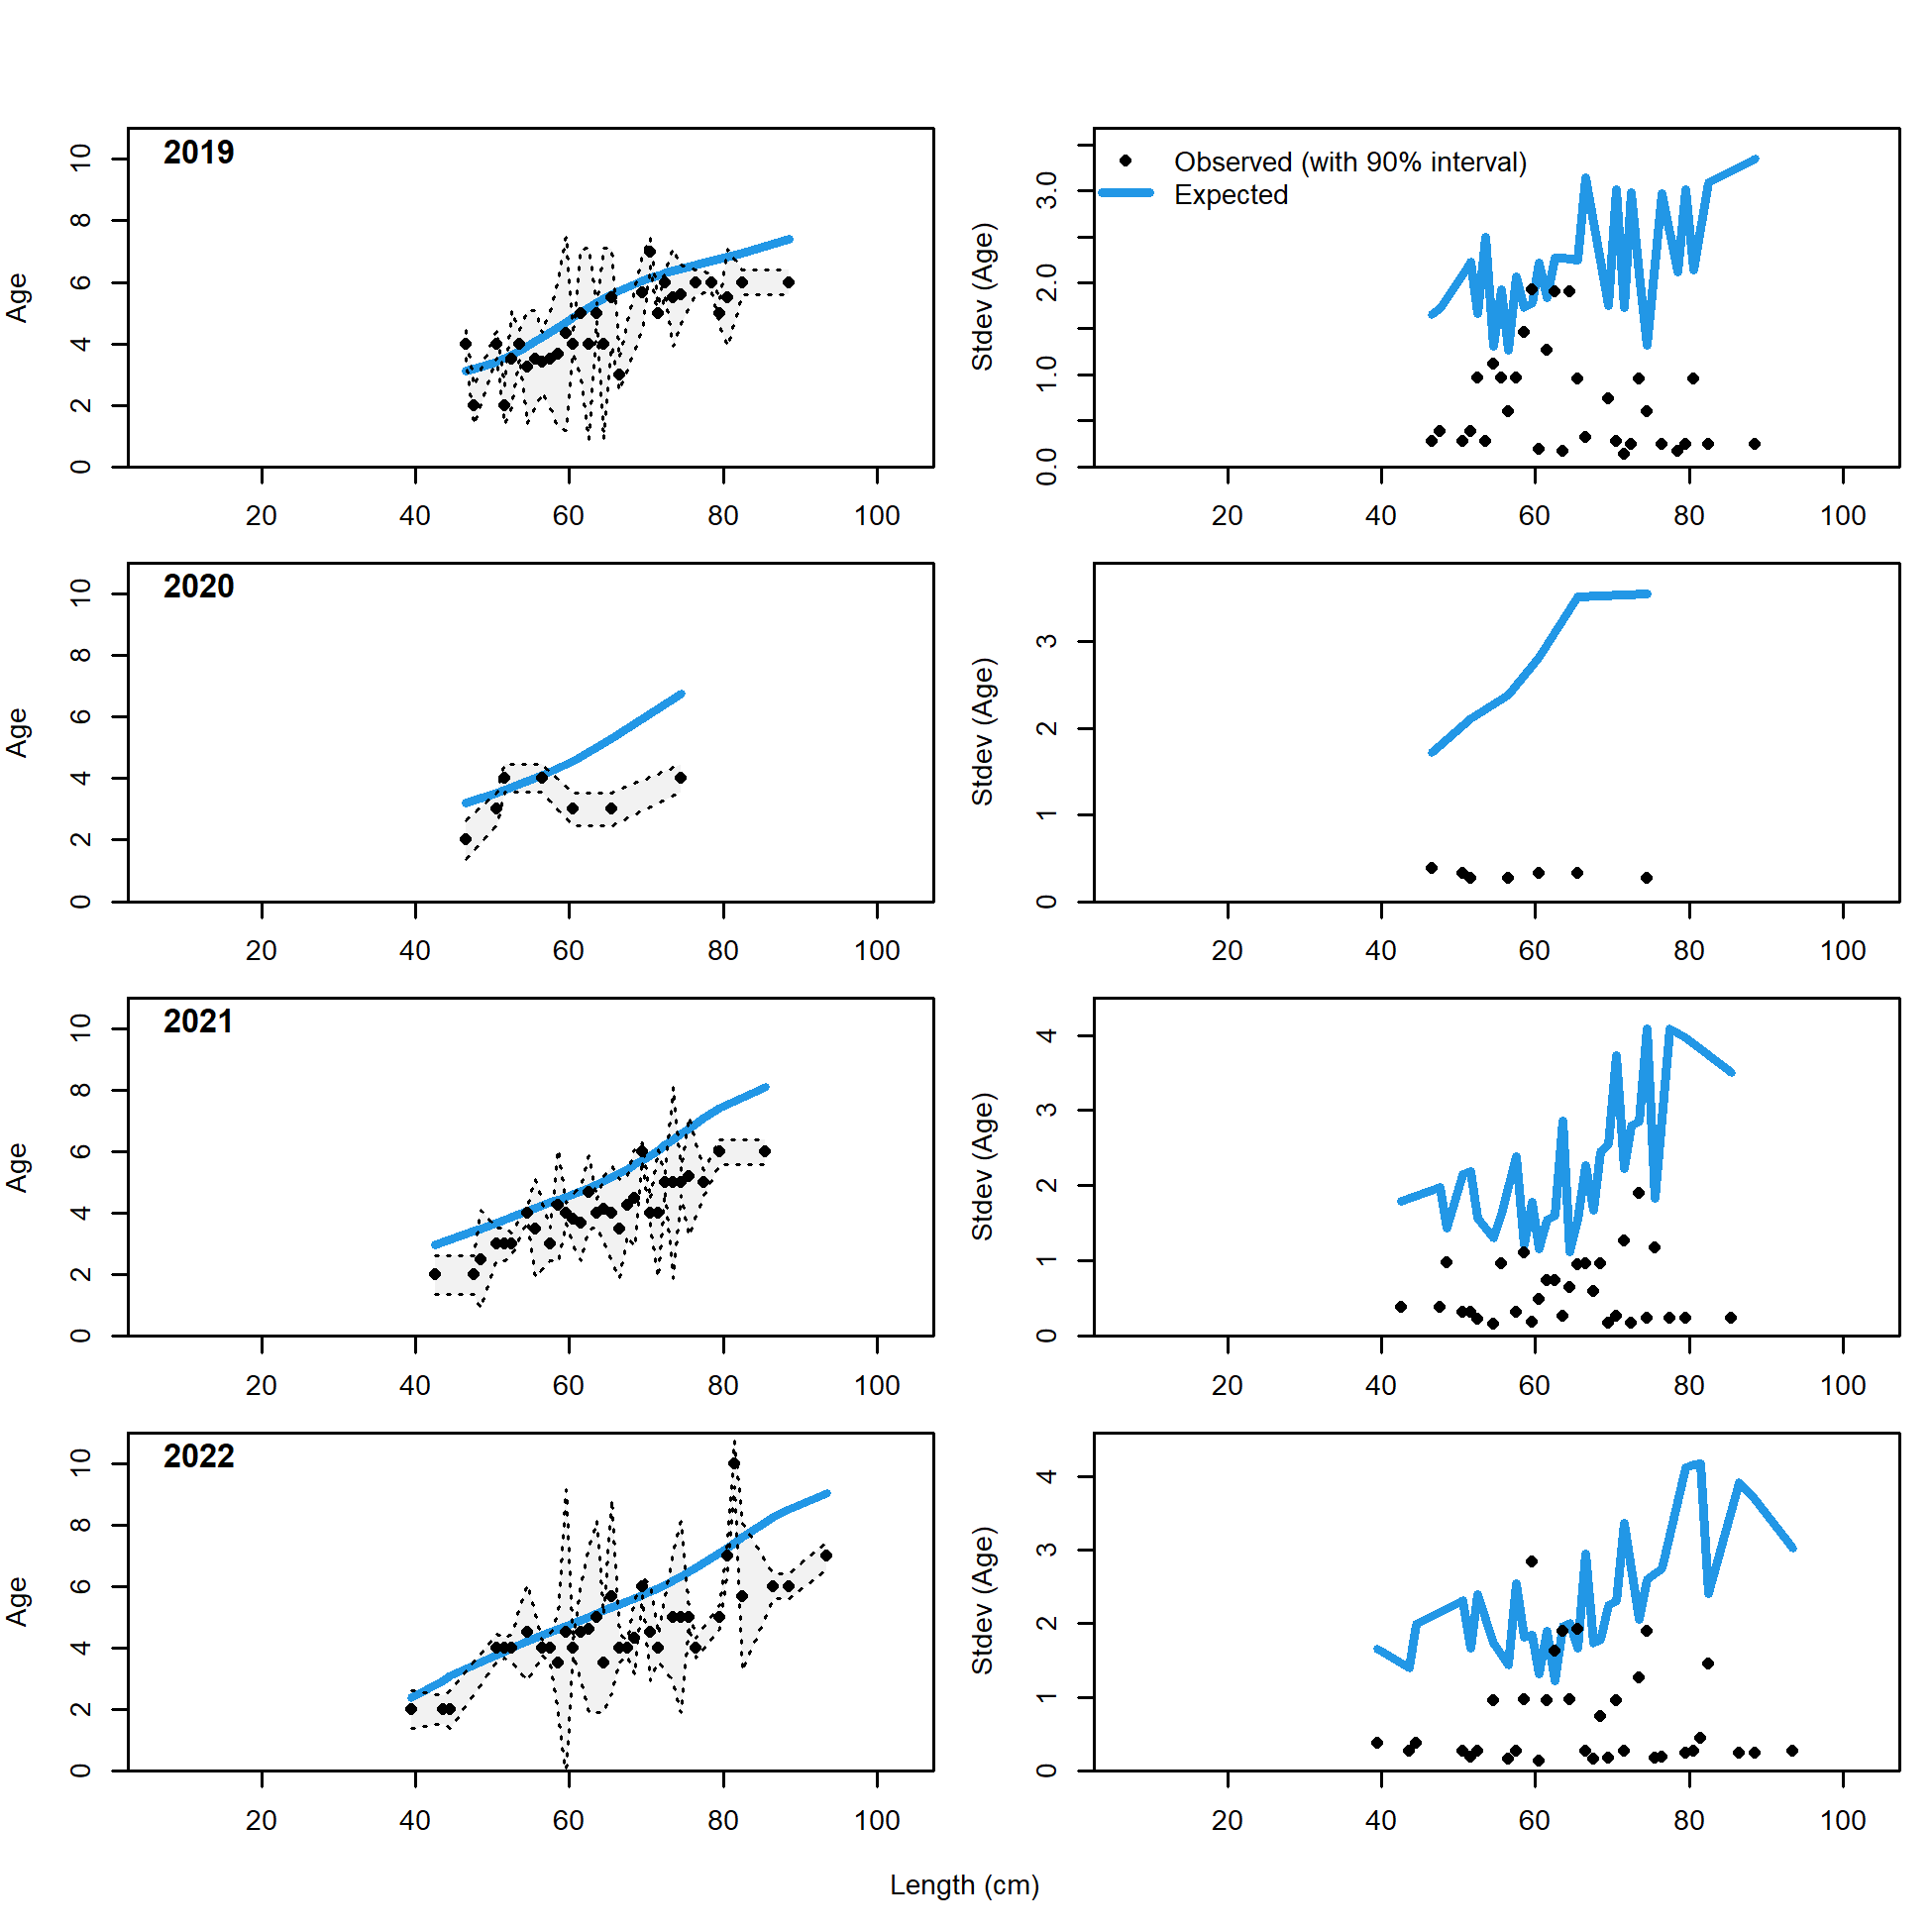 2019
Age
0 2 4 6 8 10
20 40 60 80 100
Observed (with 90% interval)
Expected
Stdev (Age)
0.0 1.0 2.0 3.0
20 40 60 80 100
2020
Age
0 2 4 6 8 10
20 40 60 80 100
Stdev (Age)
0 1 2 3
20 40 60 80 100
2021
Age
0 2 4 6 8 10
20 40 60 80 100
Stdev (Age)
0 1 2 3 4
20 40 60 80 100
2022
Age
0 2 4 6 8 10
20 40 60 80 100
Stdev (Age)
0 1 2 3 4
20 40 60 80 100
Length (cm)